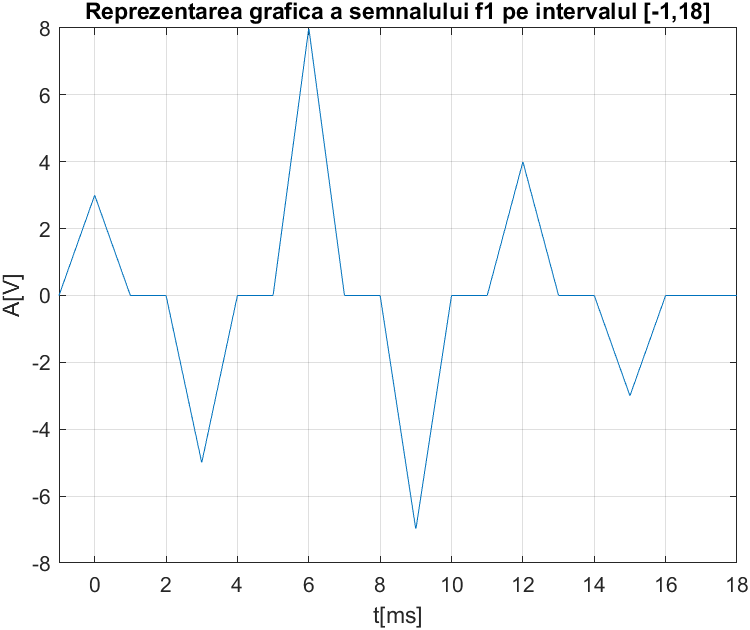 Reprezentarea grafica a semnalului f1 pe intervalul [-1,18]
8
6
4
2
0
-2
-4
-6
-8
A[V]
0 2 4 6 8 10 12 14 16 18
t[ms]